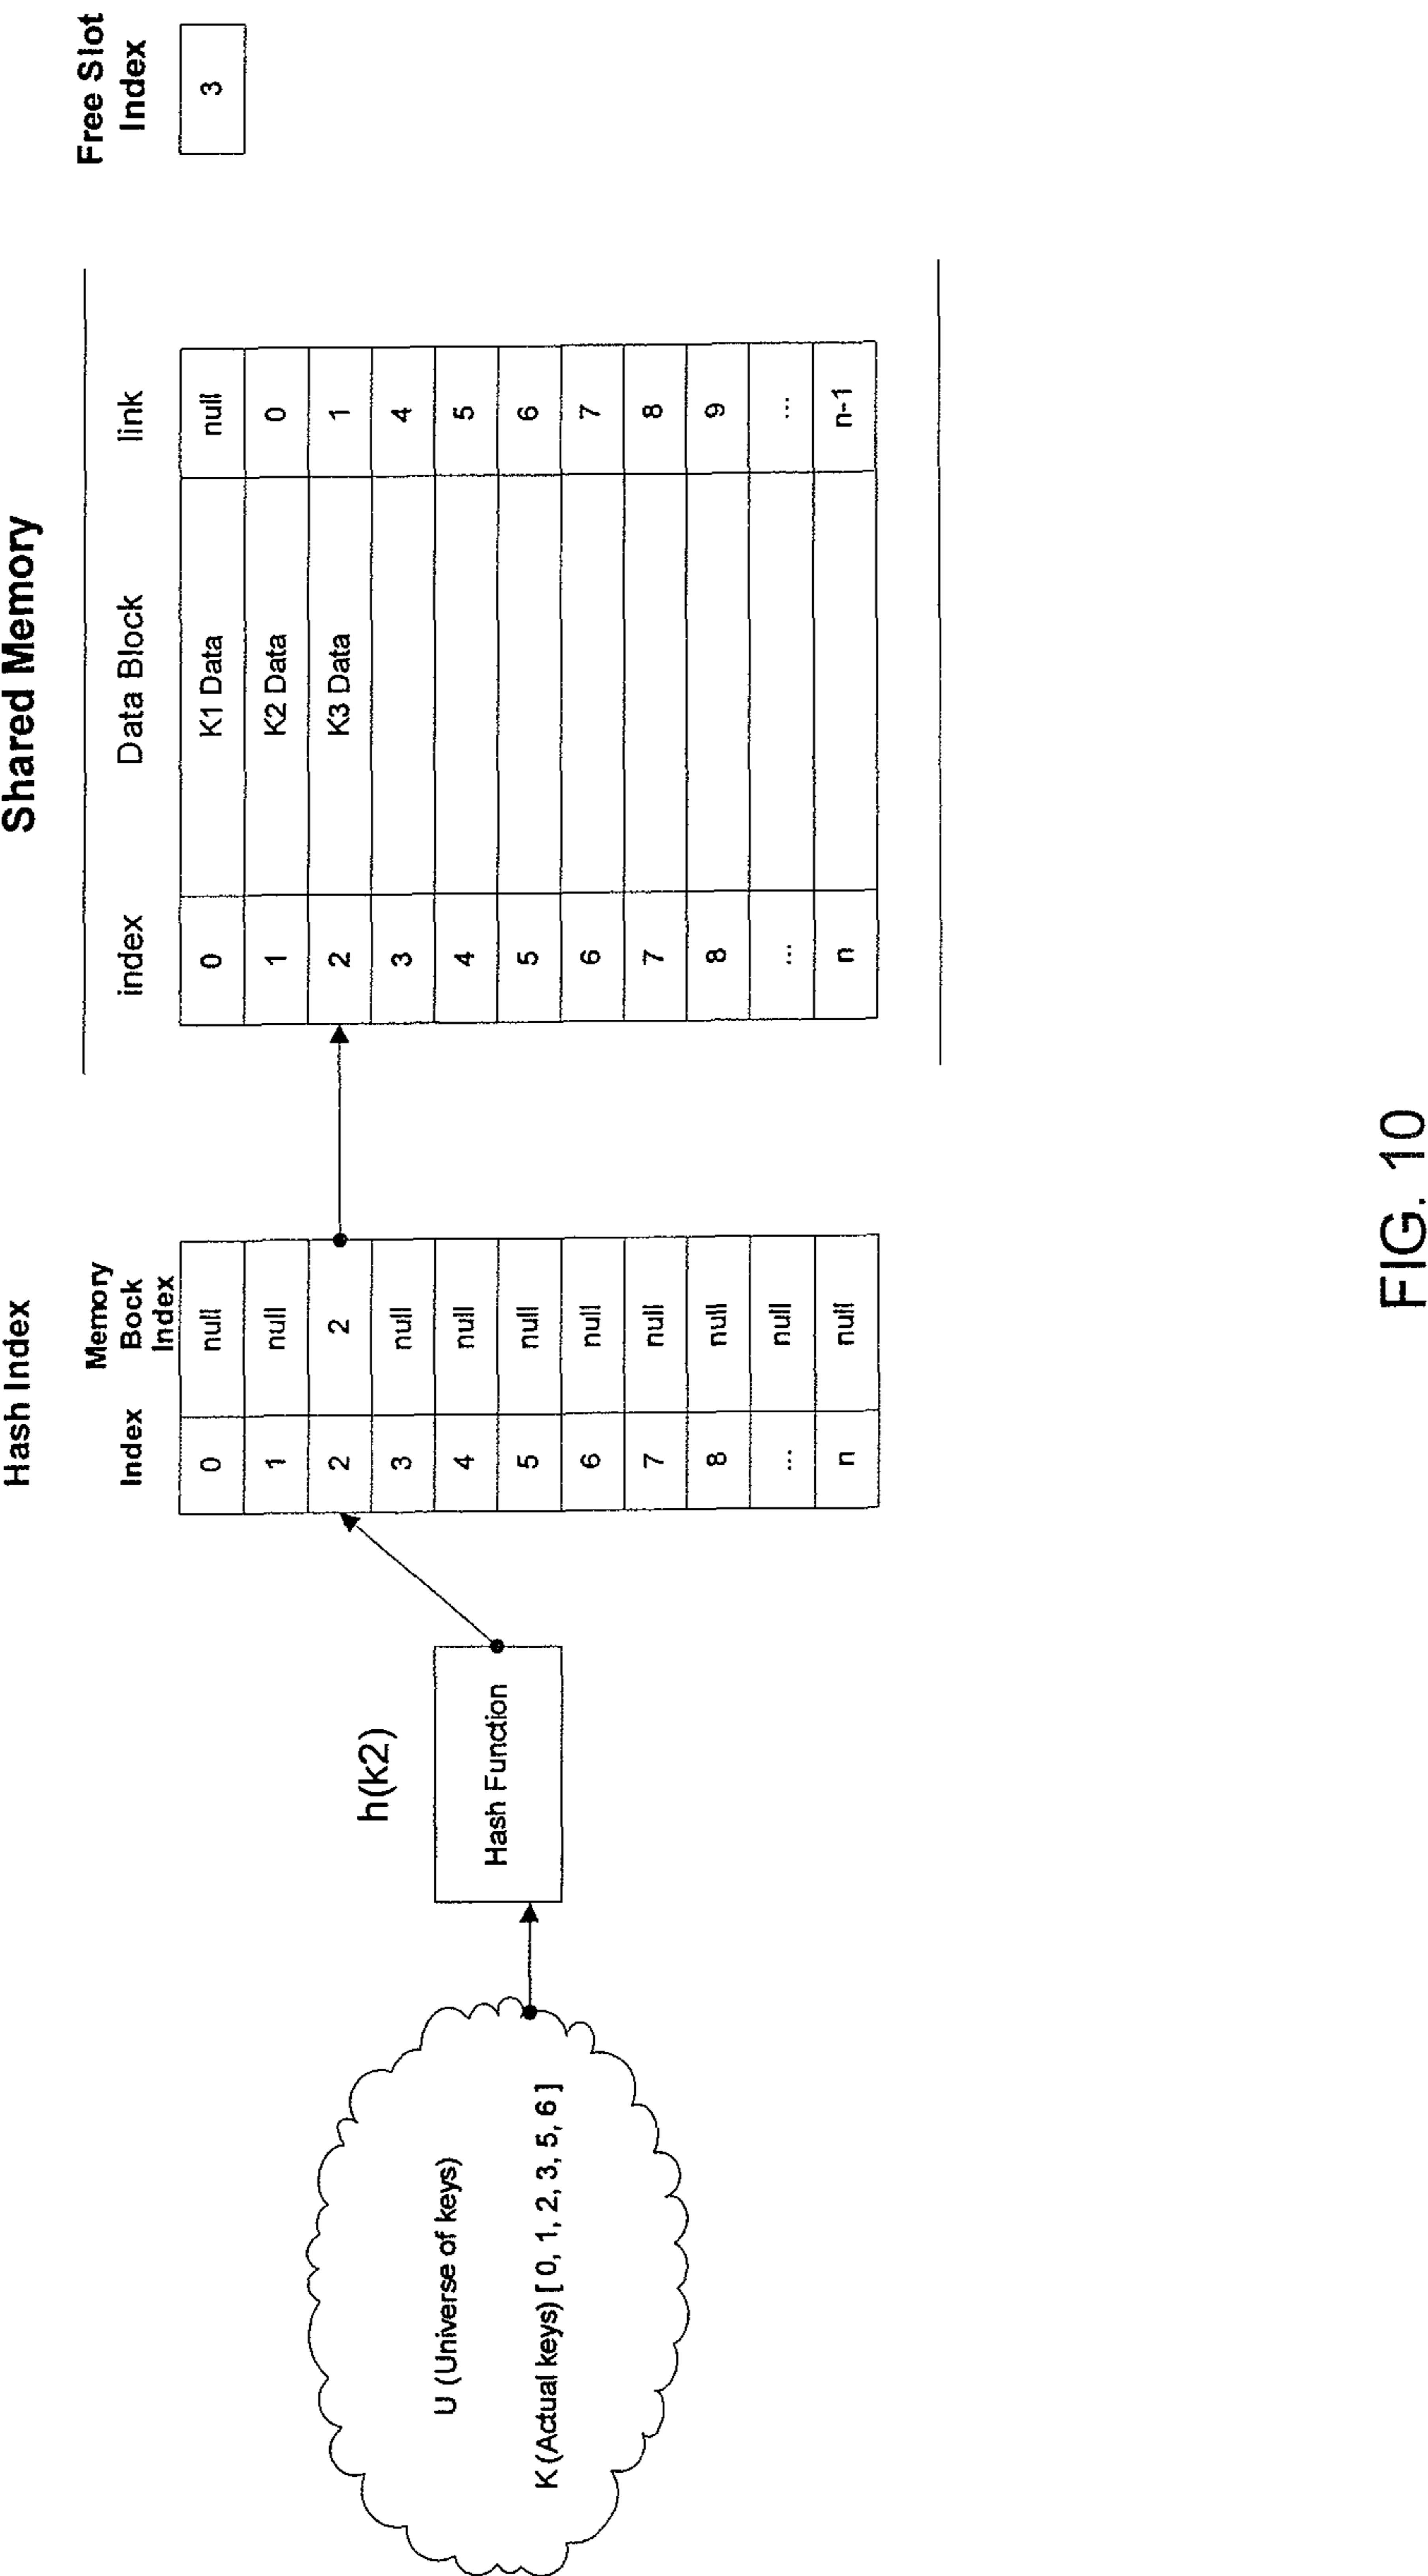 Hash Index
Shared Memory
Free Slot
Index
Index
Memory
Bock
Index
index
Data Block
link
3
0
null
0
K1 Data
null
1
null
1
K2 Data
0
2
2
2
K3 Data
1
3
null
3
4
4
null
4
5
5
null
5
6
6
null
6
7
7
null
7
8
8
null
8
9
...
null
...
...
n
null
n
n-1
h(k2)
Hash Function
U (Universe of keys)
K (Actual keys) [ 0, 1, 2, 3, 5, 6 ]
FIG. 10